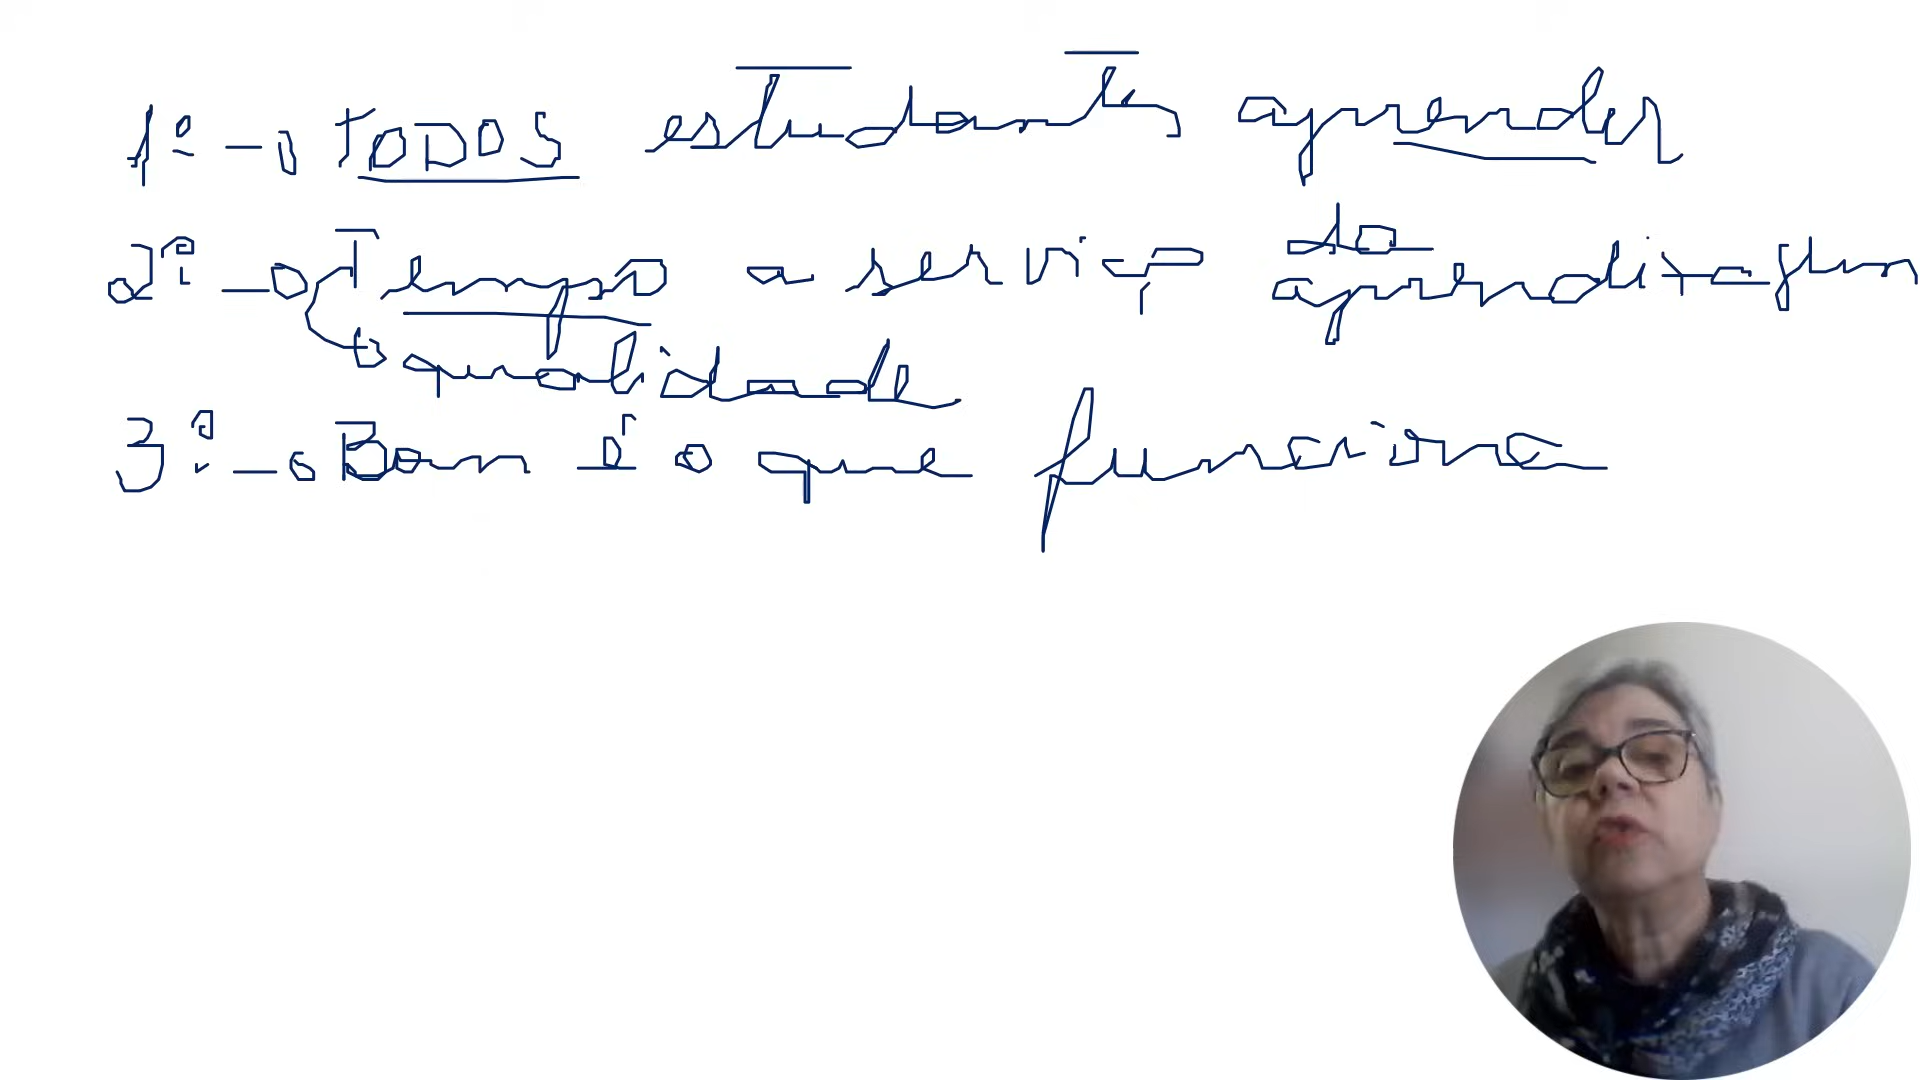 1º → TODOS estudantes aprender
2º → Tempo a serviço da aprendizagem
→ qualidade
3º → Bom é o que funciona